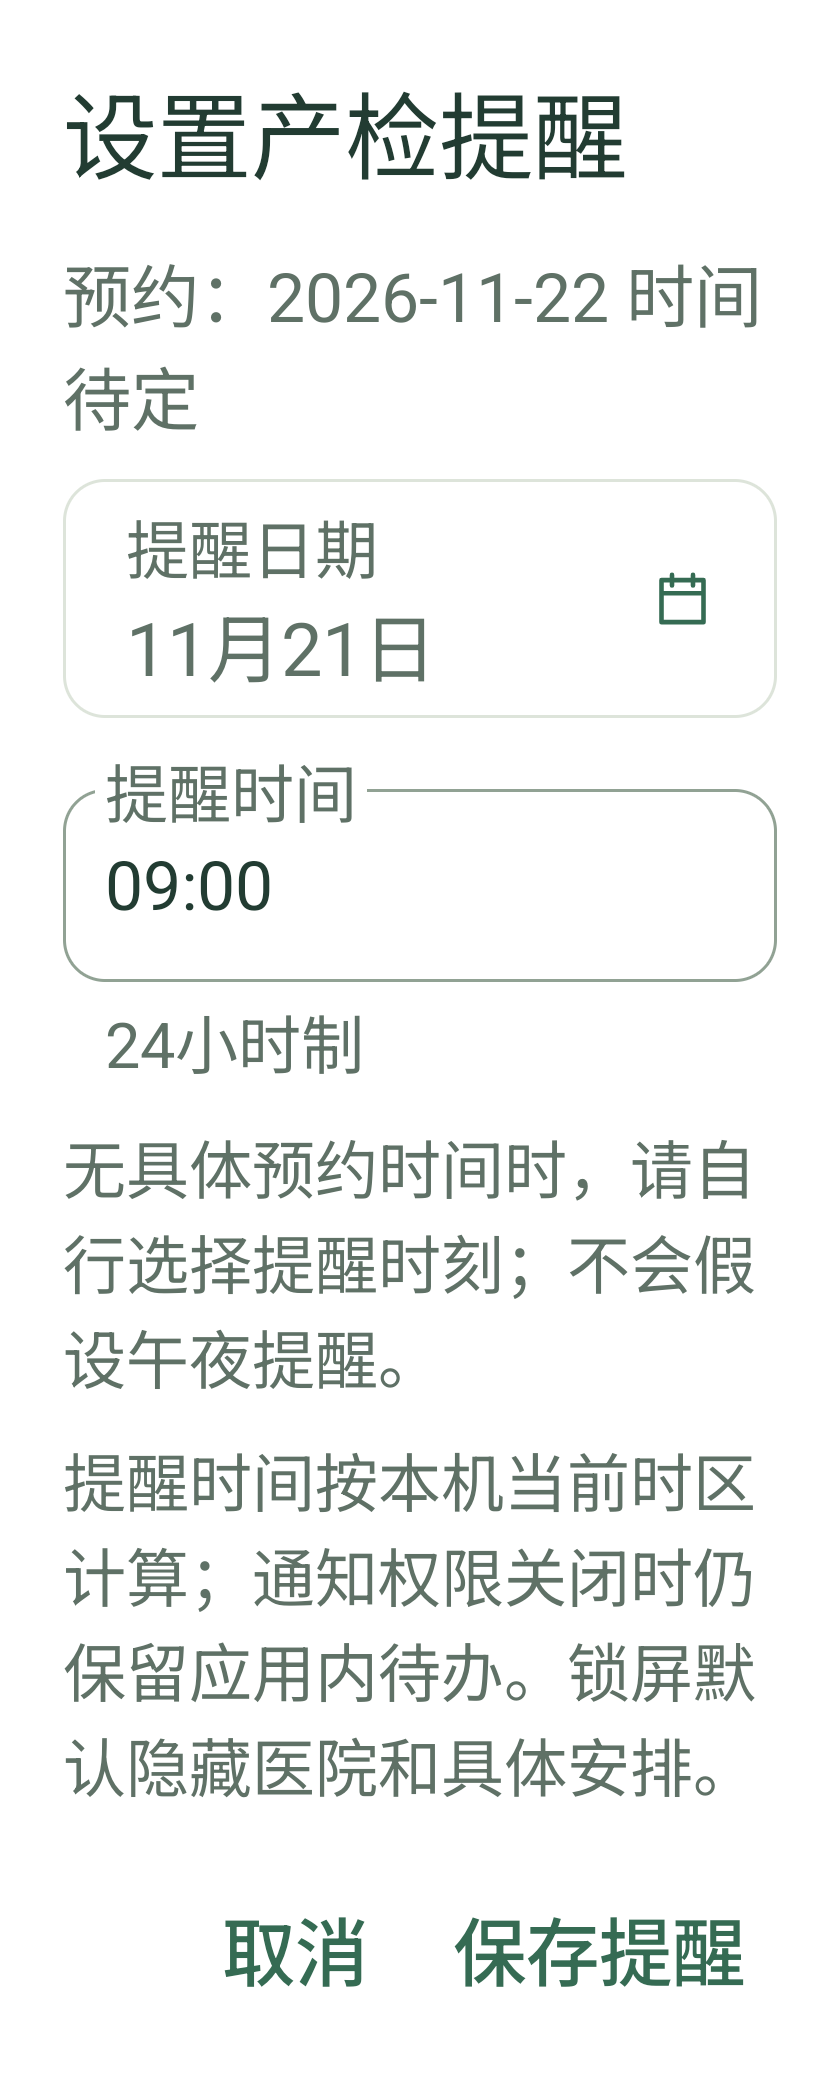 设置产检提醒
预约：2026-11-22 时间
待定
提醒日期
11月21日
提醒时间
09:00
24小时制
无具体预约时间时，请自
行选择提醒时刻；不会假
设午夜提醒。
提醒时间按本机当前时区
计算；通知权限关闭时仍
保留应用内待办。锁屏默
认隐藏医院和具体安排。
取消 保存提醒